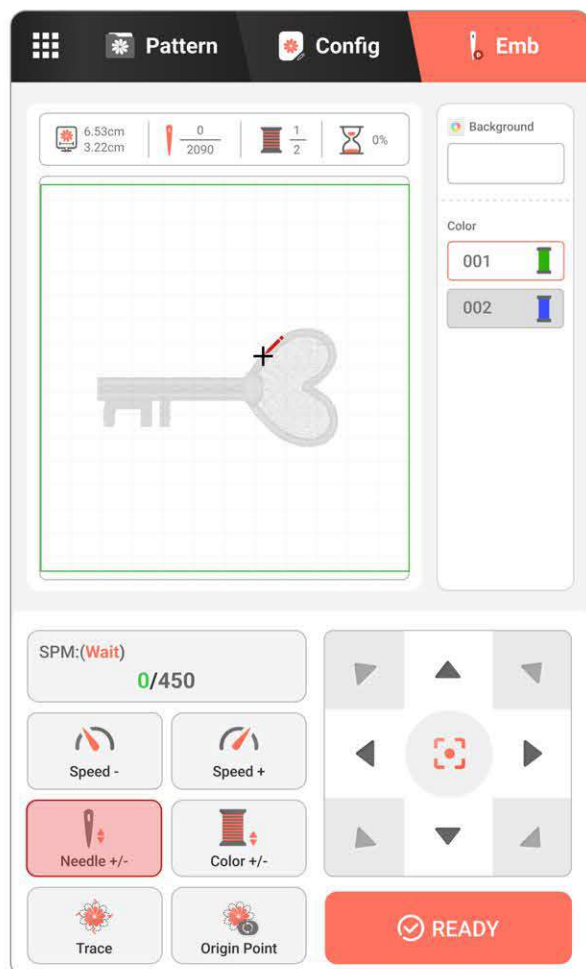 Pattern
Config
Emb
6.53cm
3.22cm
0
2090
1
2
0%
Background
Color
001
002
SPM:(Wait)
0/450
Speed -
Speed +
Needle +/-
Color +/-
Trace
Origin Point
READY